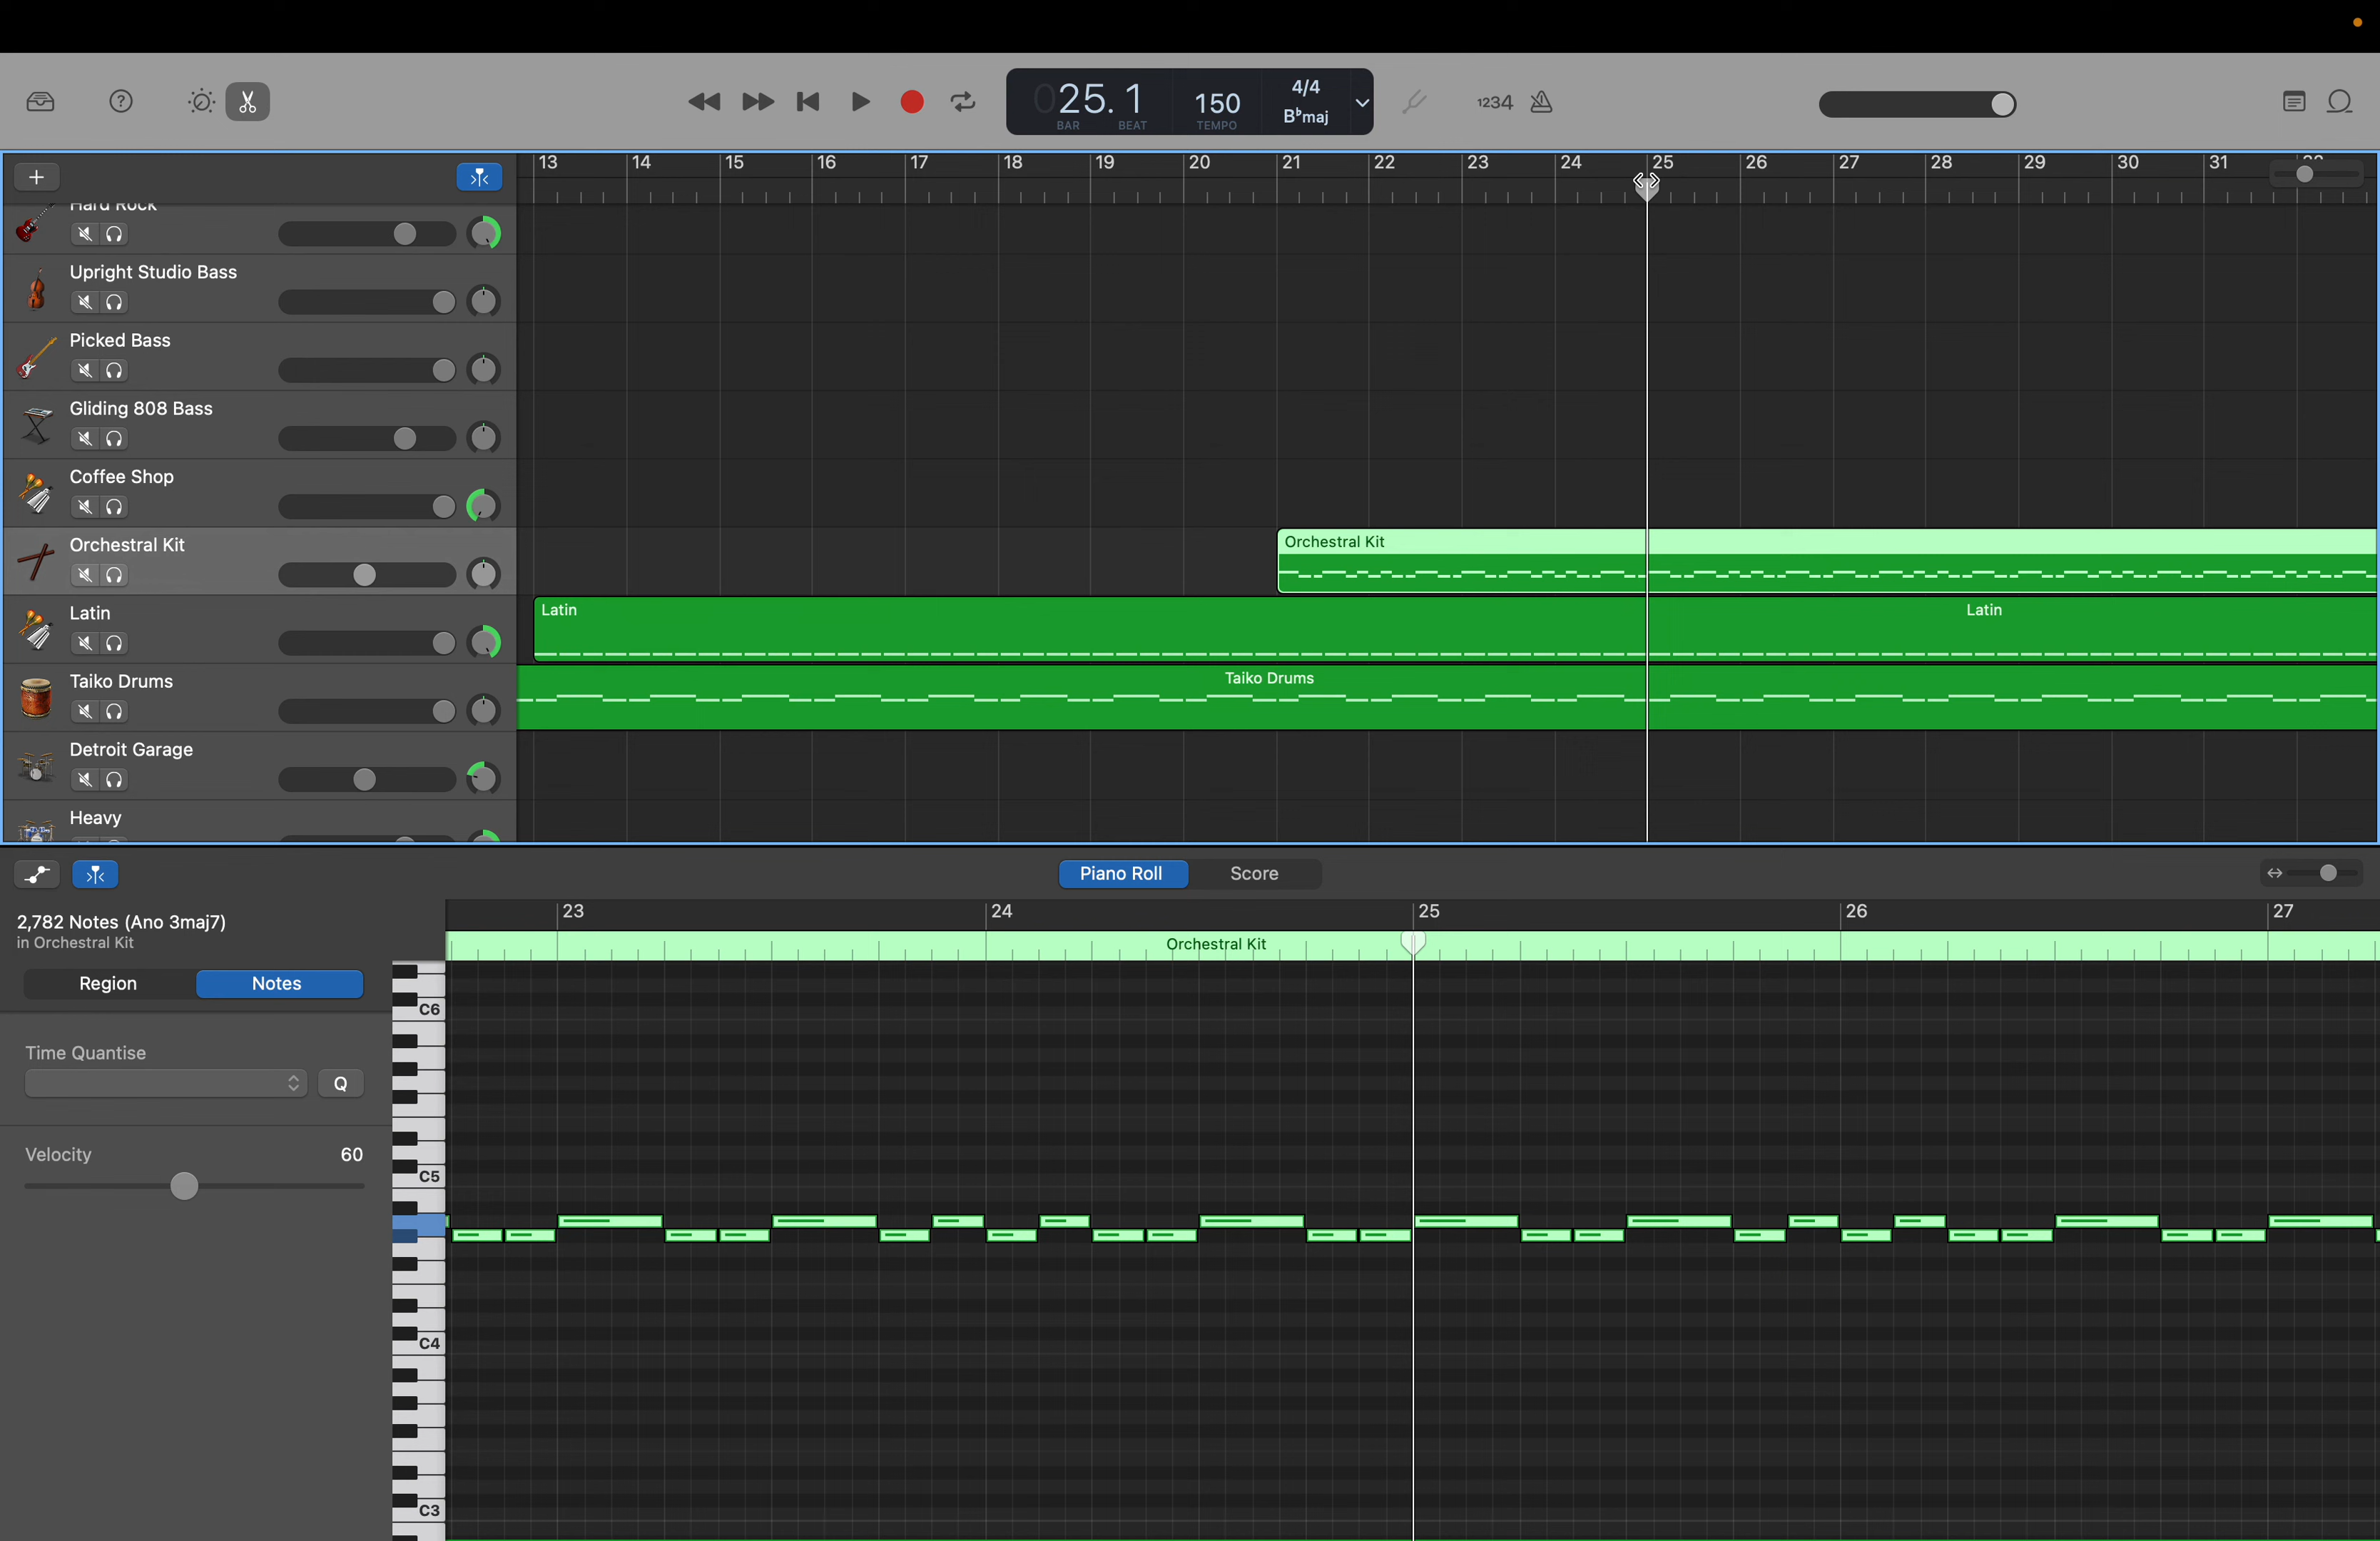 025. 1
BAR BEAT
150
TEMPO
4/4
B♭maj
1234
13 14 15 16 17 18 19 20 21 22 23 24 25 26 27 28 29 30 31
Hard Rock
Upright Studio Bass
Picked Bass
Gliding 808 Bass
Coffee Shop
Orchestral Kit
Orchestral Kit
Latin
Latin
Latin
Taiko Drums
Taiko Drums
Detroit Garage
Heavy
Piano Roll
Score
2,782 Notes (Ano 3maj7)
in Orchestral Kit
23 24 25 26 27
Orchestral Kit
Region
Notes
C6
Time Quantise
Q
Velocity
60
C5
C4
C3